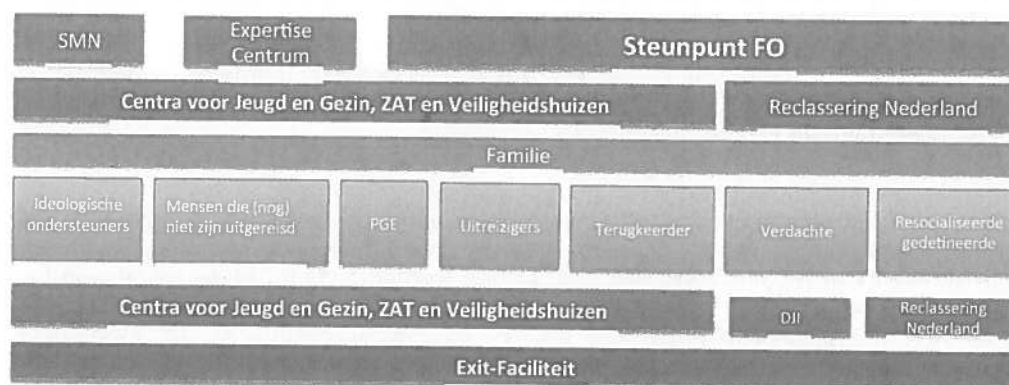 SMN
Expertise
Centrum
Steunpunt FO
Centra voor Jeugd en Gezin, ZAT en Veiligheidshuizen
Reclassering Nederland
Familie
Ideologische
ondersteuners
Mensen die (nog)
niet zijn uitgereisd
PGE
Uitreizigers
Terugkeerder
Verdachte
Resocialiseerde
gedetineerde
Centra voor Jeugd en Gezin, ZAT en Veiligheidshuizen
DJI
Reclassering
Nederland
Exit-Faciliteit